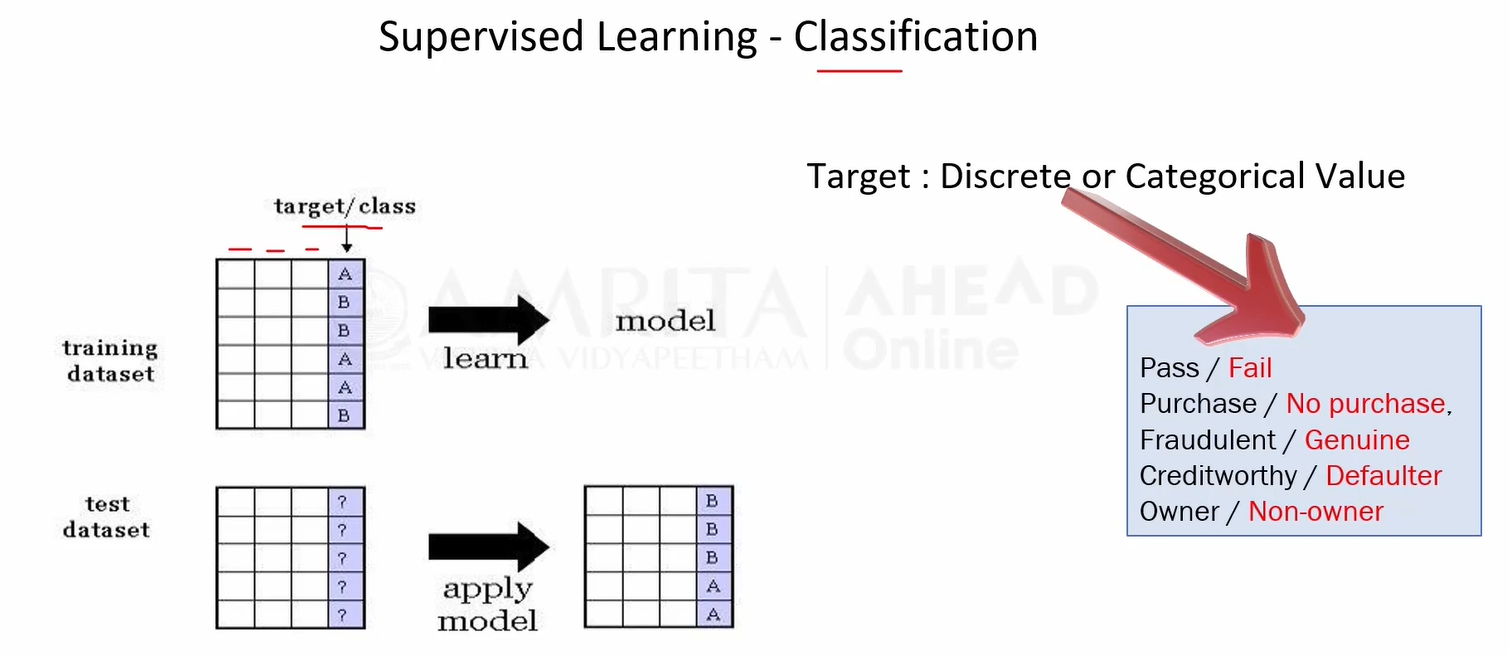 Supervised Learning - Classification
Target : Discrete or Categorical Value
target/class
A
B
B
A
A
B
training
dataset
learn
model
AMRITA
VISHWA VIDYAPEETHAM
AHEAD
Online
Pass / Fail
Purchase / No purchase,
Fraudulent / Genuine
Creditworthy / Defaulter
Owner / Non-owner
test
dataset
?
?
?
?
?
apply
model
B
B
B
A
A